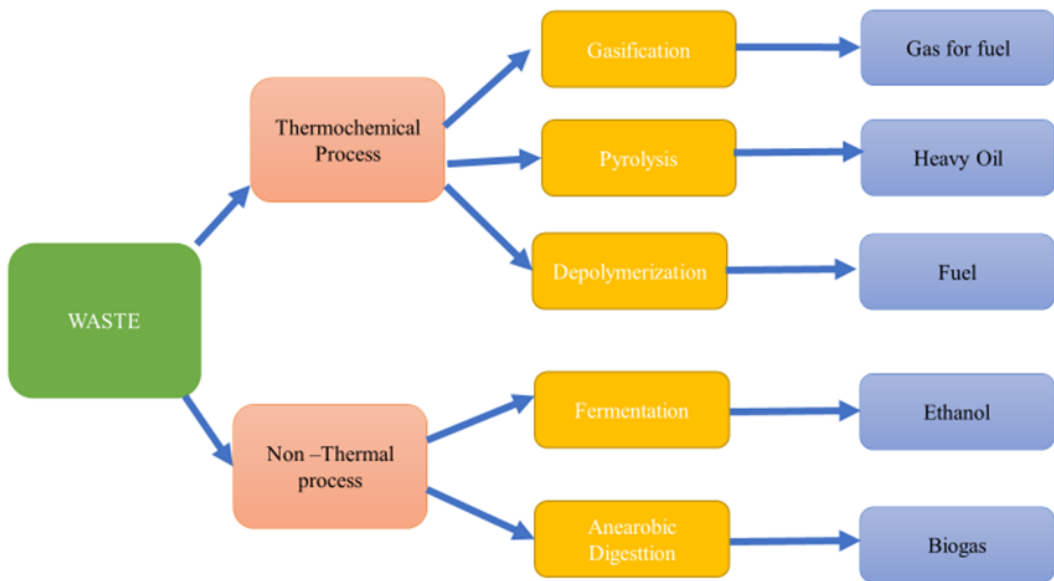 WASTE
Thermochemical
Process
Gasification
Gas for fuel
Pyrolysis
Heavy Oil
Depolymerization
Fuel
Non –Thermal
process
Fermentation
Ethanol
Anearobic
Digesttion
Biogas